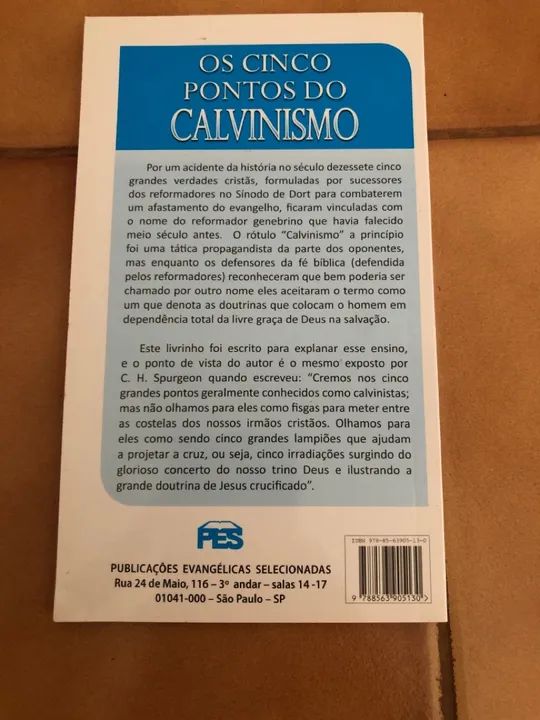 OS CINCO
PONTOS DO
CALVINISMO
Por um acidente da história no século dezessete cinco
grandes verdades cristãs, formuladas por sucessores
dos reformadores no Sínodo de Dort para combaterem
um afastamento do evangelho, ficaram vinculadas com
o nome do reformador genebrino que havia falecido
meio século antes. O rótulo “Calvinismo” a princípio
foi uma tática propagandista da parte dos oponentes,
mas enquanto os defensores da fé bíblica (defendida
pelos reformadores) reconheceram que bem poderia ser
chamado por outro nome eles aceitaram o termo como
um que denota as doutrinas que colocam o homem em
dependência total da livre graça de Deus na salvação.
Este livrinho foi escrito para explanar esse ensino,
e o ponto de vista do autor é o mesmo exposto por
C. H. Spurgeon quando escreveu: “Cremos nos cinco
grandes pontos geralmente conhecidos como calvinistas;
mas não olhamos para eles como fisgas para meter entre
as costelas dos nossos irmãos cristãos. Olhamos para
eles como sendo cinco grandes lampiões que ajudam
a projetar a cruz, ou seja, cinco irradiações surgindo do
glorioso concerto do nosso trino Deus e ilustrando a
grande doutrina de Jesus crucificado”.
PES
PUBLICAÇÕES EVANGÉLICAS SELECIONADAS
Rua 24 de Maio, 116 – 3º andar – salas 14 -17
01041-000 – São Paulo – SP
ISBN 978-85-63905-13-0
9 788563 905130 >